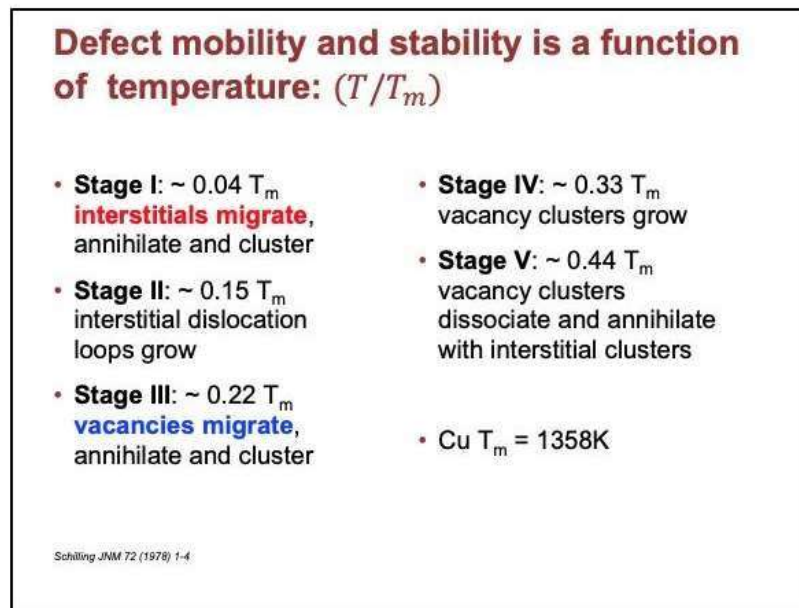 Defect mobility and stability is a function
of temperature: (T/Tₘ)
• Stage I: ~ 0.04 Tₘ
interstitials migrate,
annihilate and cluster
• Stage II: ~ 0.15 Tₘ
interstitial dislocation
loops grow
• Stage III: ~ 0.22 Tₘ
vacancies migrate,
annihilate and cluster
• Stage IV: ~ 0.33 Tₘ
vacancy clusters grow
• Stage V: ~ 0.44 Tₘ
vacancy clusters
dissociate and annihilate
with interstitial clusters
• Cu Tₘ = 1358K
Schilling JNM 72 (1978) 1-4